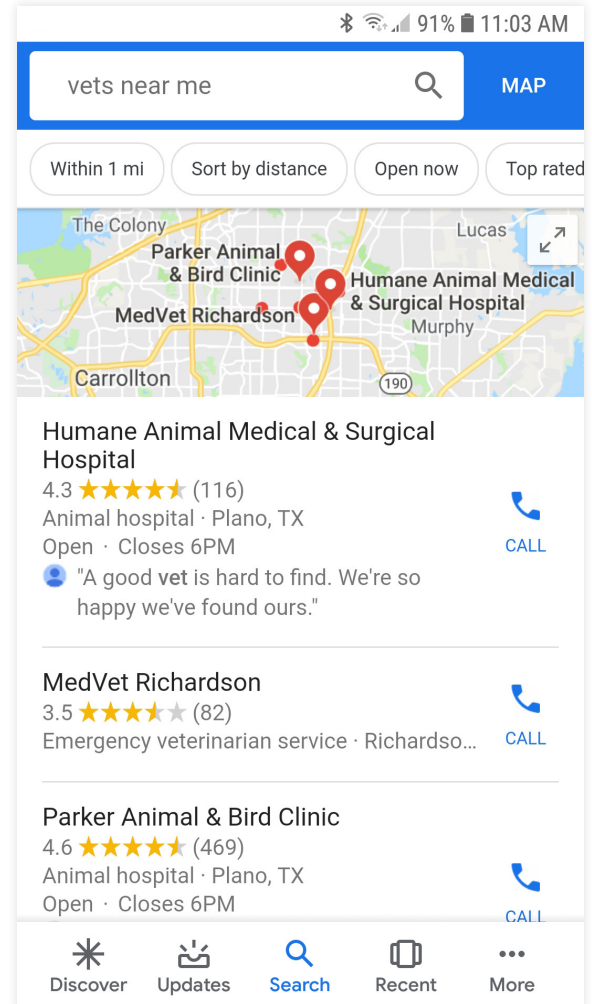 91% 11:03 AM
vets near me
MAP
Within 1 mi
Sort by distance
Open now
Top rated
The Colony
Lucas
Parker Animal
& Bird Clinic
Humane Animal Medical
& Surgical Hospital
MedVet Richardson
Murphy
Carrollton
190
Humane Animal Medical & Surgical
Hospital
4.3 (116)
Animal hospital · Plano, TX
Open · Closes 6PM
CALL
"A good vet is hard to find. We're so
happy we've found ours."
MedVet Richardson
3.5 (82)
Emergency veterinarian service · Richardso...
CALL
Parker Animal & Bird Clinic
4.6 (469)
Animal hospital · Plano, TX
Open · Closes 6PM
CALL
Discover
Updates
Search
Recent
More